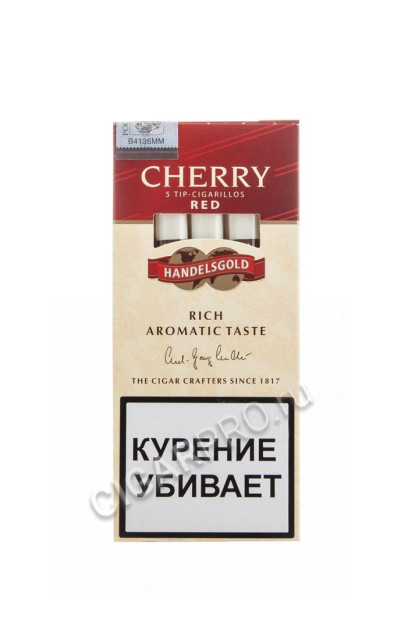 РОС
B4136MM
CHERRY
5 TIP-CIGARILLOS
RED
HANDELSGOLD
RICH
AROMATIC TASTE
THE CIGAR CRAFTERS SINCE 1817
КУРЕНИЕ
УБИВАЕТ
CIGARPRO.ru